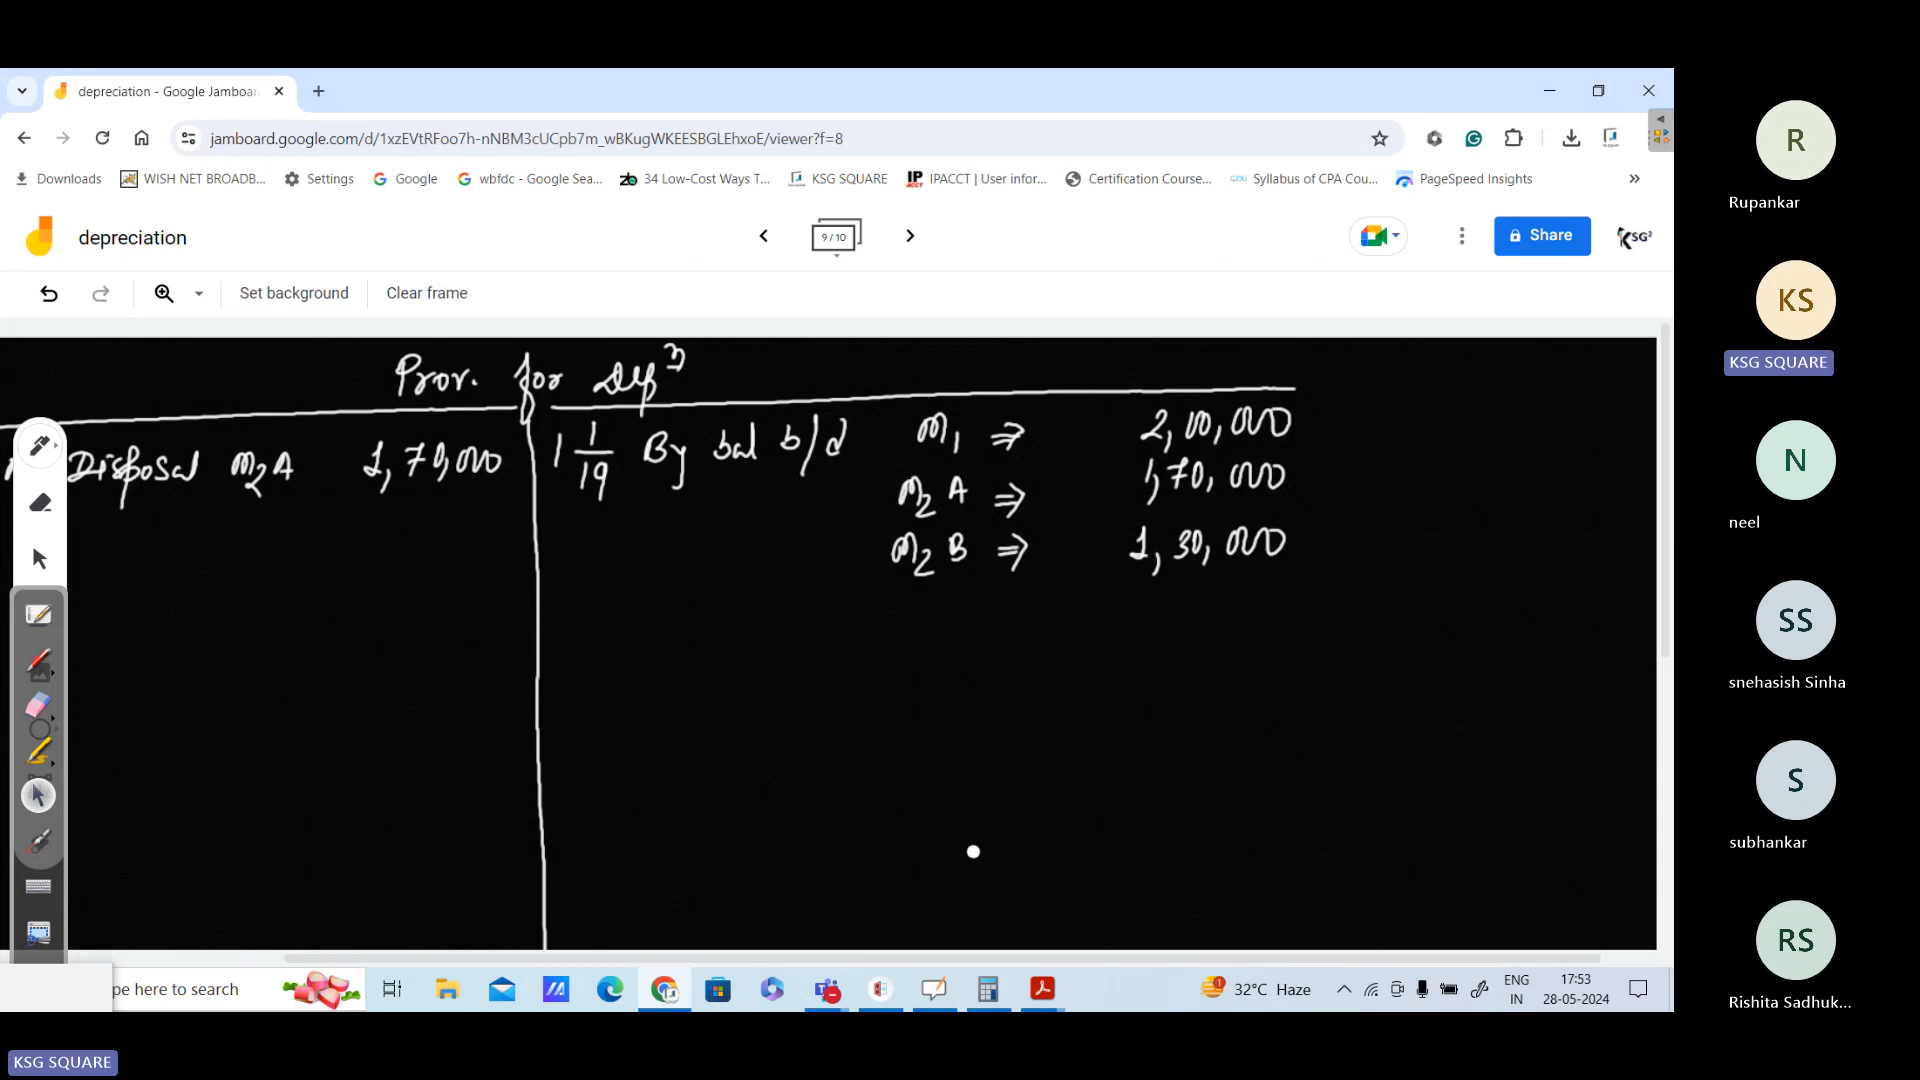 depreciation - Google Jamboar
jamboard.google.com/d/1xzEVtRFoo7h-nNBM3cUCpb7m_wBKugWKEESBGLEhxoE/viewer?f=8
Downloads WISH NET BROADB... Settings Google wbfdc - Google Sea... 34 Low-Cost Ways T... KSG SQUARE IPACCT | User infor... Certification Course... Syllabus of CPA Cou... PageSpeed Insights
depreciation
9 / 10
Share
KSG²
Set background Clear frame
Prov. for Depⁿ
Disposal M2A 1,70,000
1 1/19 By bal b/d M1 ⇒ 2,10,000
M2 A ⇒ 1,70,000
M2 B ⇒ 1,30,000
pe here to search
32°C Haze
ENG
IN
17:53
28-05-2024
R
Rupankar
KS
KSG SQUARE
N
neel
SS
snehasish Sinha
S
subhankar
RS
Rishita Sadhuk...
KSG SQUARE